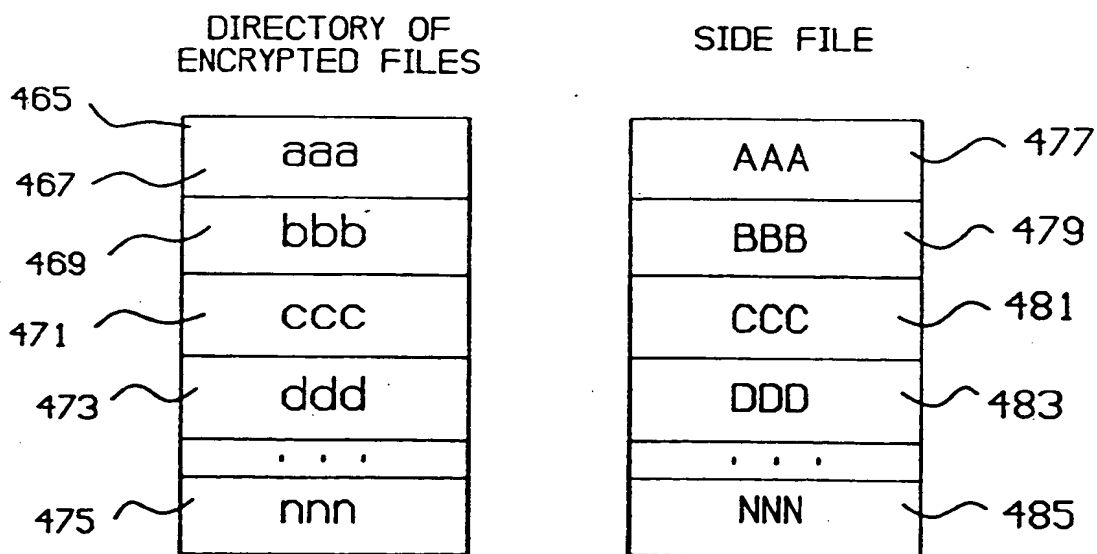 DIRECTORY OF
ENCRYPTED FILES
SIDE FILE
465
467
aaa
AAA
477
469
bbb
BBB
479
471
ccc
CCC
481
473
ddd
DDD
483
. . .
. . .
475
nnn
NNN
485